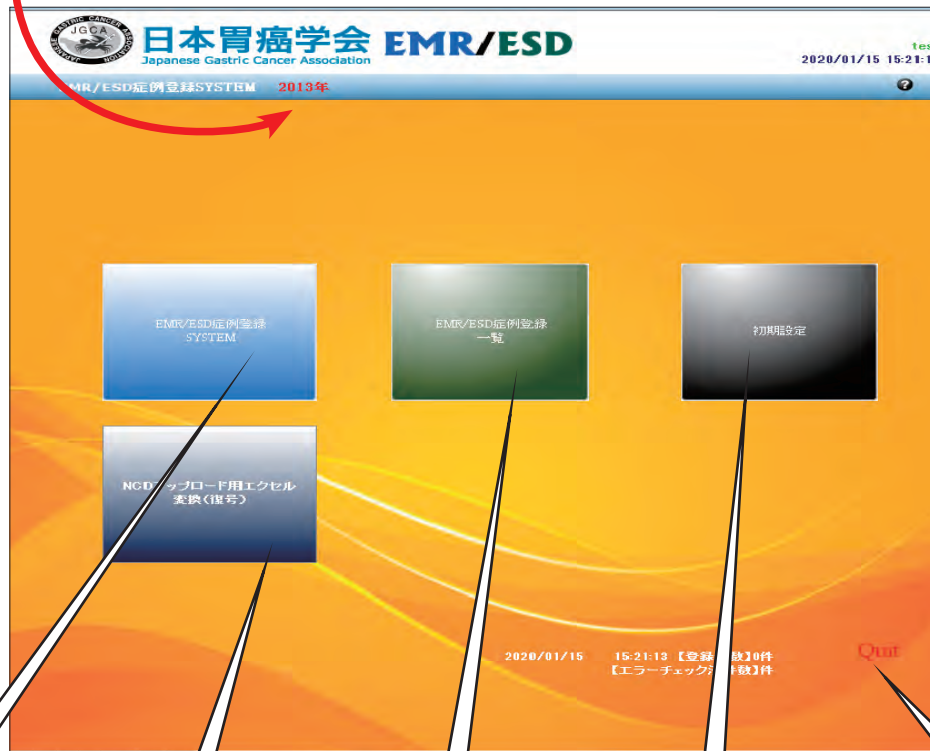 JAPANESE GASTRIC CANCER ASSOCIATION
JGCA
日本胃癌学会 EMR/ESD
Japanese Gastric Cancer Association
tes
2020/01/15 15:21:1
MR/ESD症例登録SYSTEM 2013年
?
EMR/ESD症例登録
SYSTEM
EMR/ESD症例登録
一覧
初期設定
NCDアップロード用エクセル
変換(復号)
2020/01/15 15:21:13 【登録 数】0件
【エラーチェック 件数】件
Quit